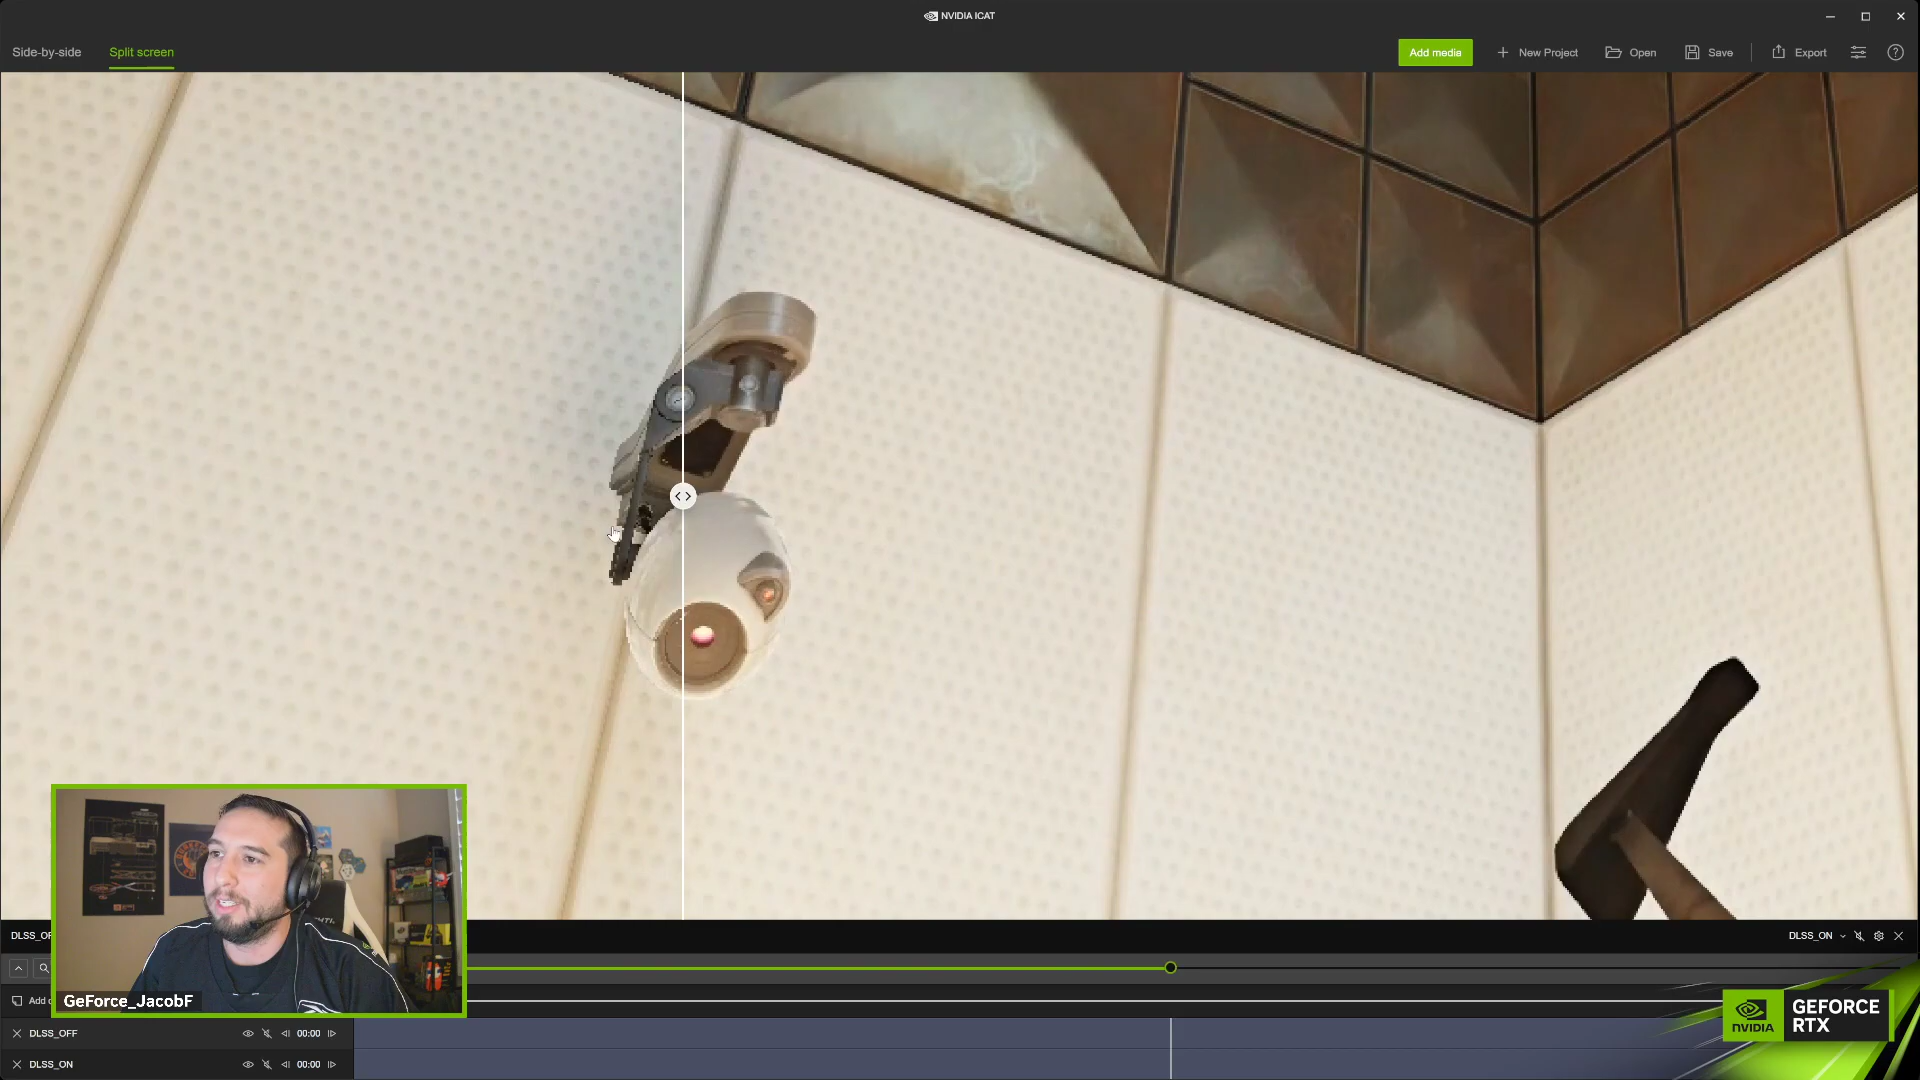 NVIDIA ICAT
Side-by-side
Split screen
Add media
New Project
Open
Save
Export
DLSS_ON
Add
GeForce_JacobF
DLSS_OFF
00:00
DLSS_ON
00:00
NVIDIA
GEFORCE
RTX